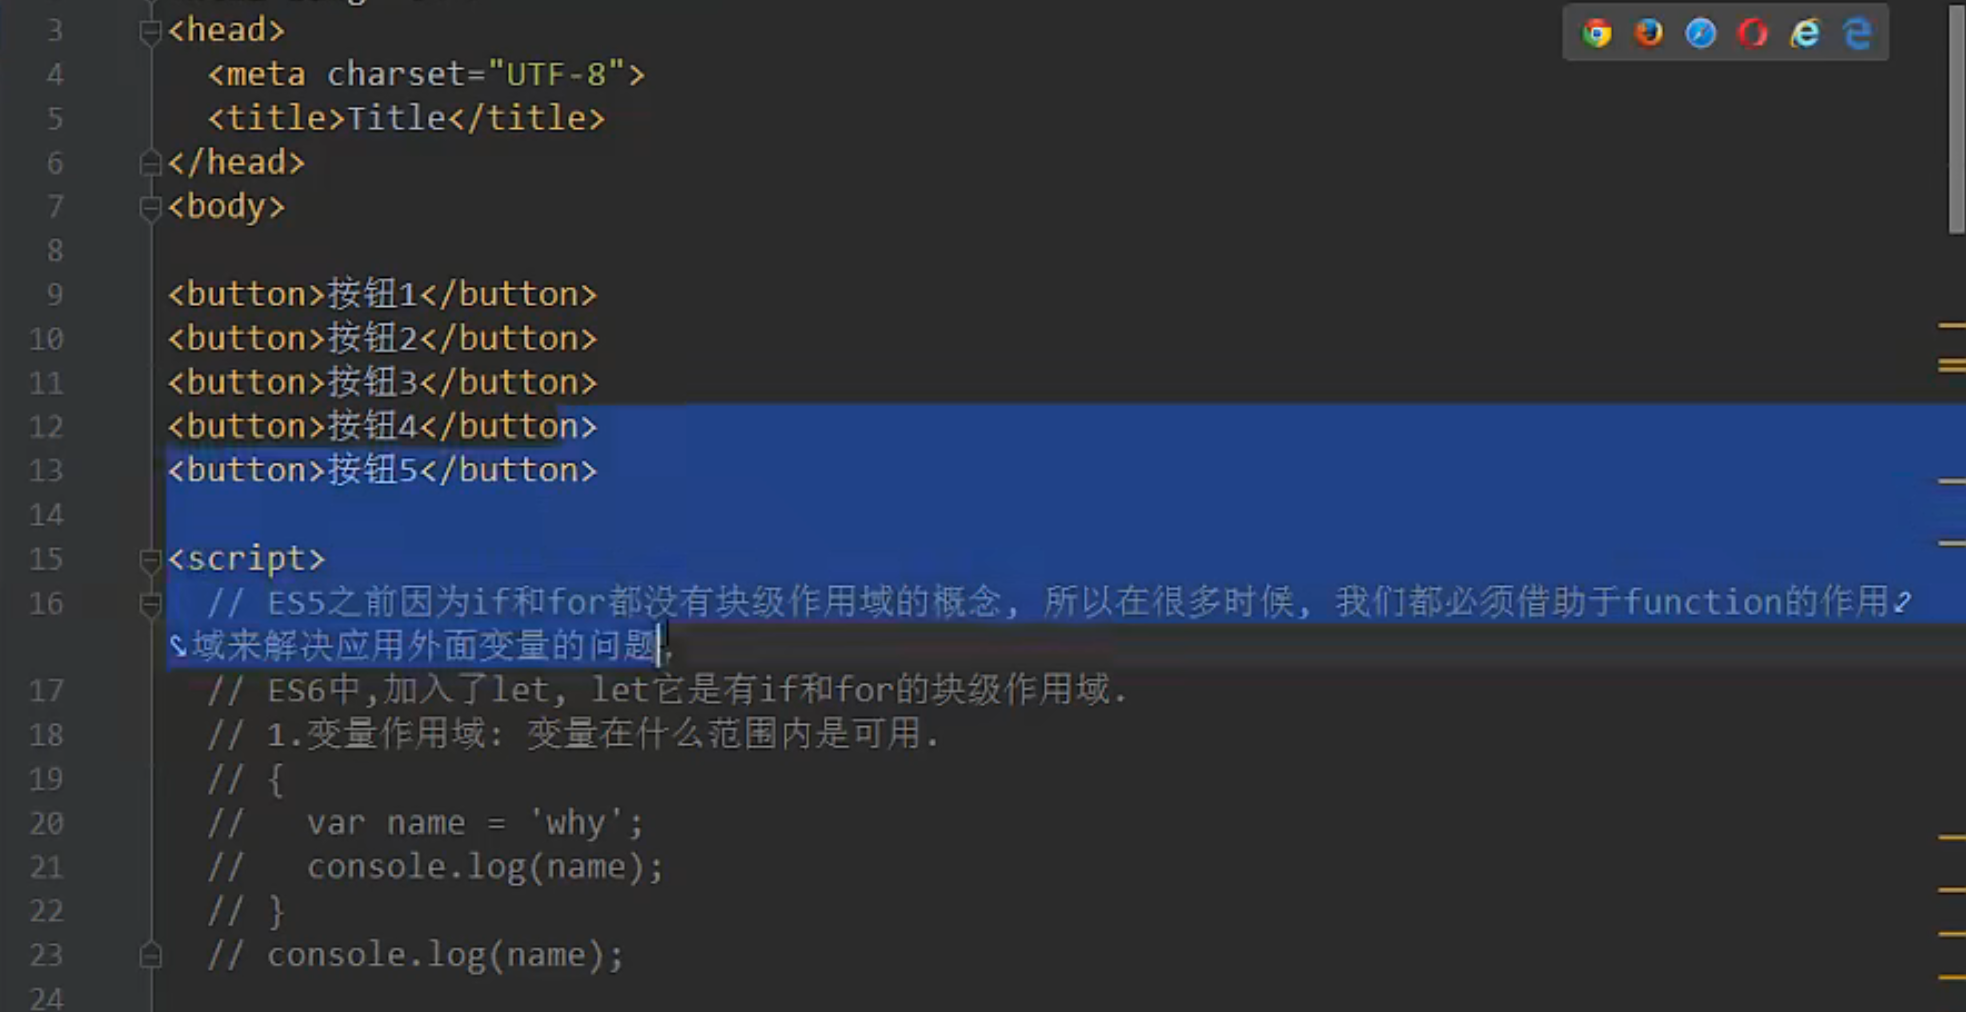 3 <head>
4 <meta charset="UTF-8">
5 <title>Title</title>
6 </head>
7 <body>
8
9 <button>按钮1</button>
10 <button>按钮2</button>
11 <button>按钮3</button>
12 <button>按钮4</button>
13 <button>按钮5</button>
14
15 <script>
16 // ES5之前因为if和for都没有块级作用域的概念, 所以在很多时候, 我们都必须借助于function的作用
域来解决应用外面变量的问题.
17 // ES6中,加入了let, let它是有if和for的块级作用域.
18 // 1.变量作用域: 变量在什么范围内是可用.
19 // {
20 //   var name = 'why';
21 //   console.log(name);
22 // }
23 // console.log(name);
24